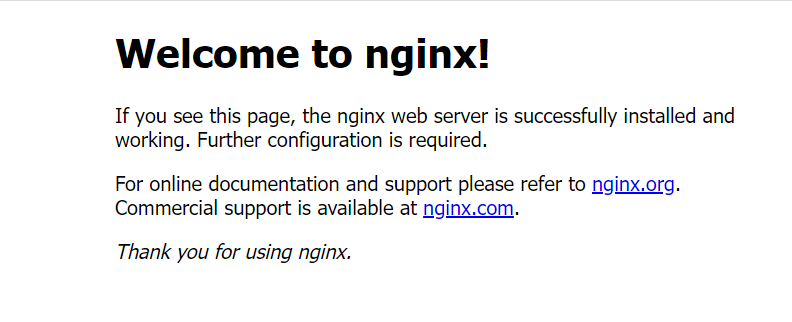 Welcome to nginx!
If you see this page, the nginx web server is successfully installed and
working. Further configuration is required.
For online documentation and support please refer to nginx.org.
Commercial support is available at nginx.com.
Thank you for using nginx.